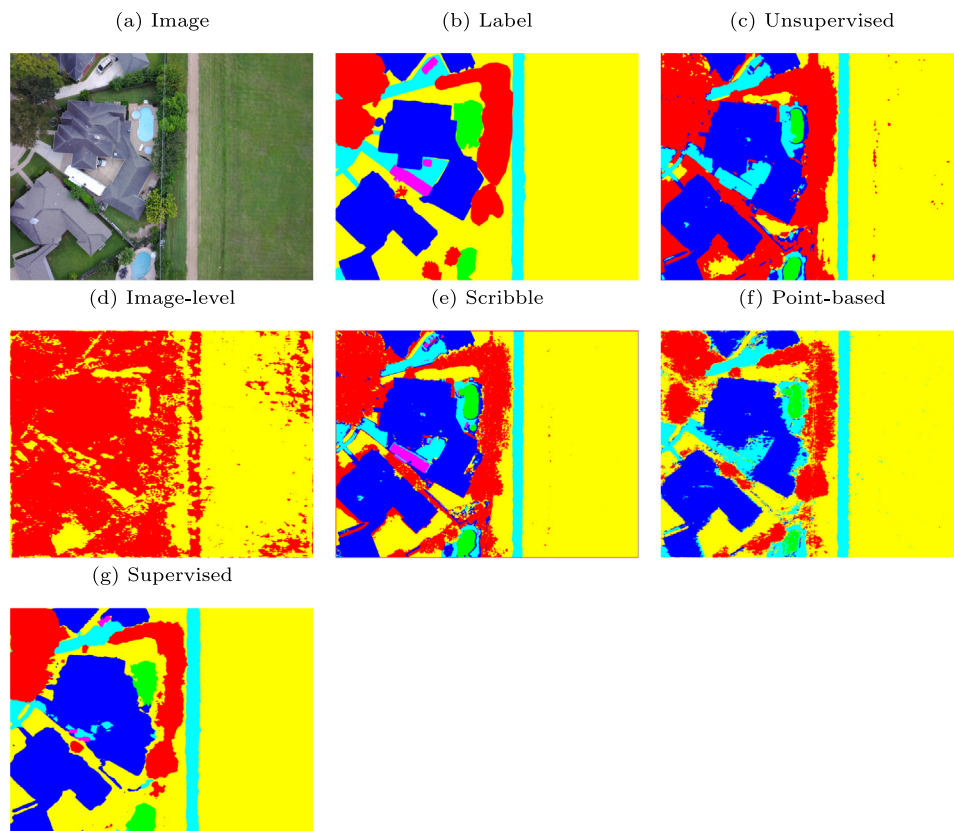 (a) Image
(b) Label
(c) Unsupervised
(d) Image-level
(e) Scribble
(f) Point-based
(g) Supervised